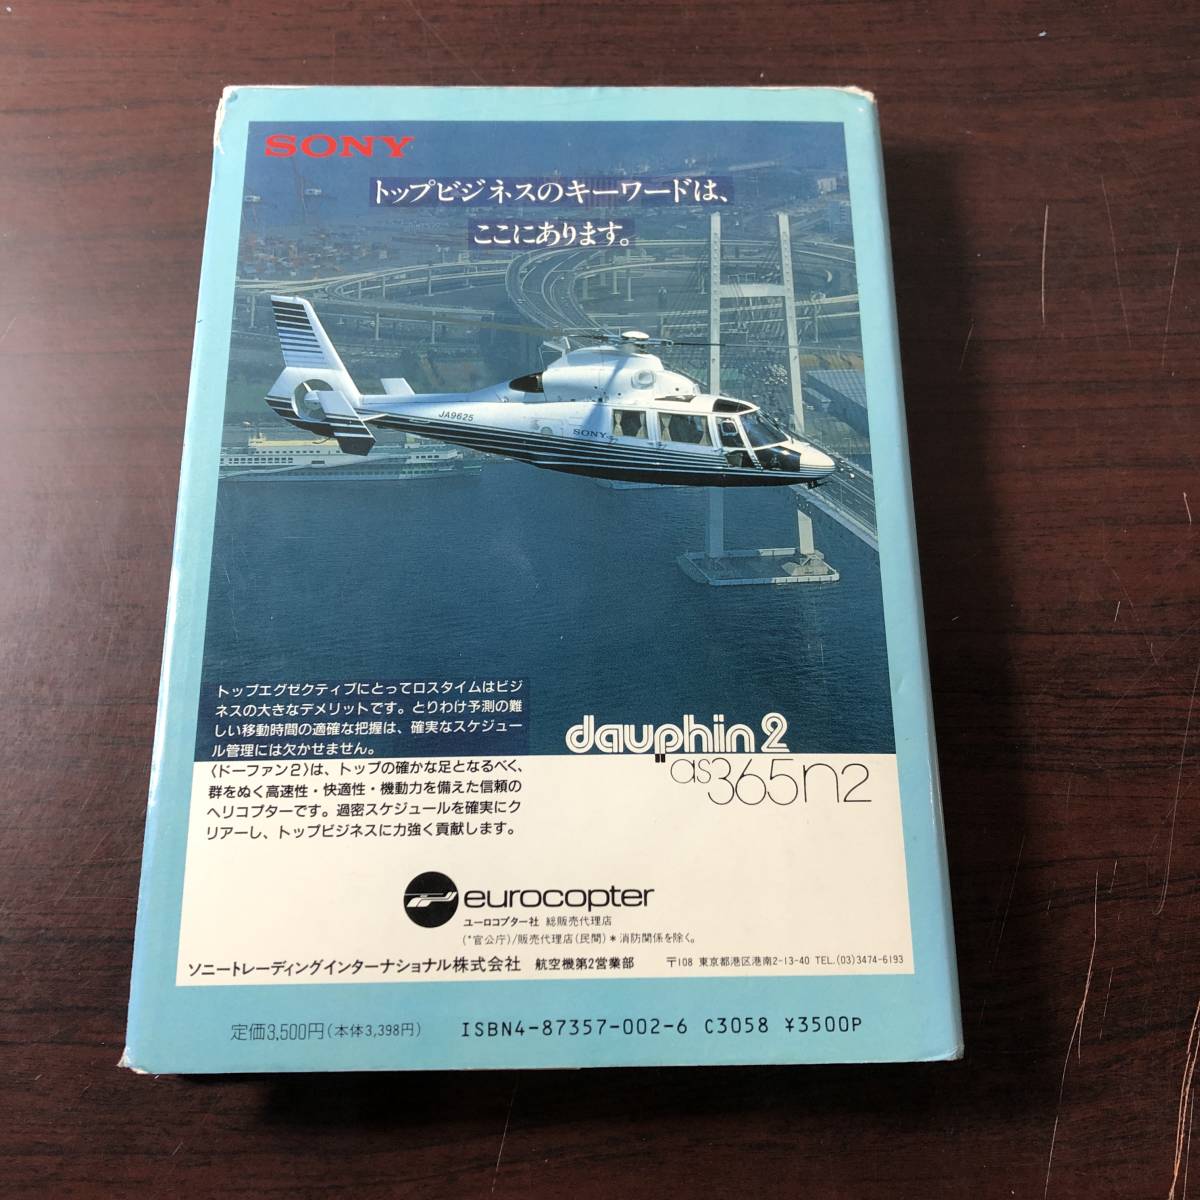 SONY
トップビジネスのキーワードは、
ここにあります。
JA9625
SONY
トップエグゼクティブにとってロスタイムはビジ
ネスの大きなデメリットです。とりわけ予測の難
しい移動時間の適確な把握は、確実なスケジュー
ル管理には欠かせません。
〈ドーファン2〉は、トップの確かな足となるべく、
群をぬく高速性・快適性・機動力を備えた信頼の
ヘリコプターです。過密スケジュールを確実にク
リアーし、トップビジネスに力強く貢献します。
dauphin 2
as365n2
eurocopter
ユーロコプター社 総販売代理店
(*官公庁)/販売代理店(民間)*消防関係を除く。
ソニートレーディングインターナショナル株式会社 航空機第2営業部 〒108 東京都港区港南2-13-40 TEL.(03)3474-6193
定価3,500円(本体3,398円) ISBN4-87357-002-6 C3058 ¥3500P